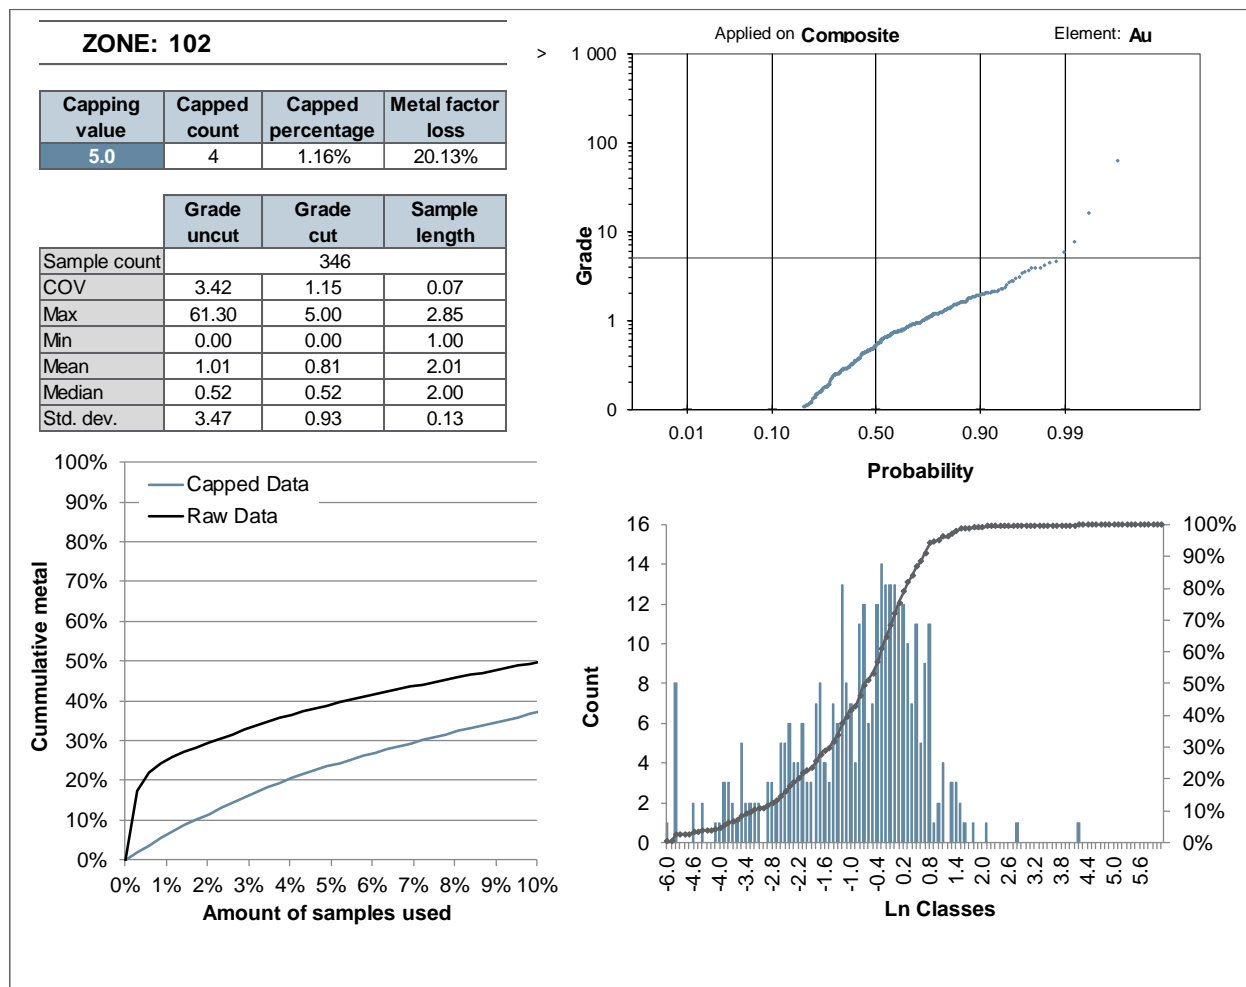 ZONE: 102
Capping value | Capped count | Capped percentage | Metal factor loss
5.0 | 4 | 1.16% | 20.13%
Grade uncut | Grade cut | Sample length
Sample count | 346
COV | 3.42 | 1.15 | 0.07
Max | 61.30 | 5.00 | 2.85
Min | 0.00 | 0.00 | 1.00
Mean | 1.01 | 0.81 | 2.01
Median | 0.52 | 0.52 | 2.00
Std. dev. | 3.47 | 0.93 | 0.13
>
Applied on Composite Element: Au
1 000
100
10
1
0
Grade
0.01 0.10 0.50 0.90 0.99
Probability
100%
90%
80%
70%
60%
50%
40%
30%
20%
10%
0%
Cummulative metal
Capped Data
Raw Data
0% 1% 2% 3% 4% 5% 6% 7% 8% 9% 10%
Amount of samples used
16
14
12
10
8
6
4
2
0
Count
100%
90%
80%
70%
60%
50%
40%
30%
20%
10%
0%
-6.0 -4.6 -4.0 -3.4 -2.8 -2.2 -1.6 -1.0 -0.4 0.2 0.8 1.4 2.0 2.6 3.2 3.8 4.4 5.0 5.6
Ln Classes